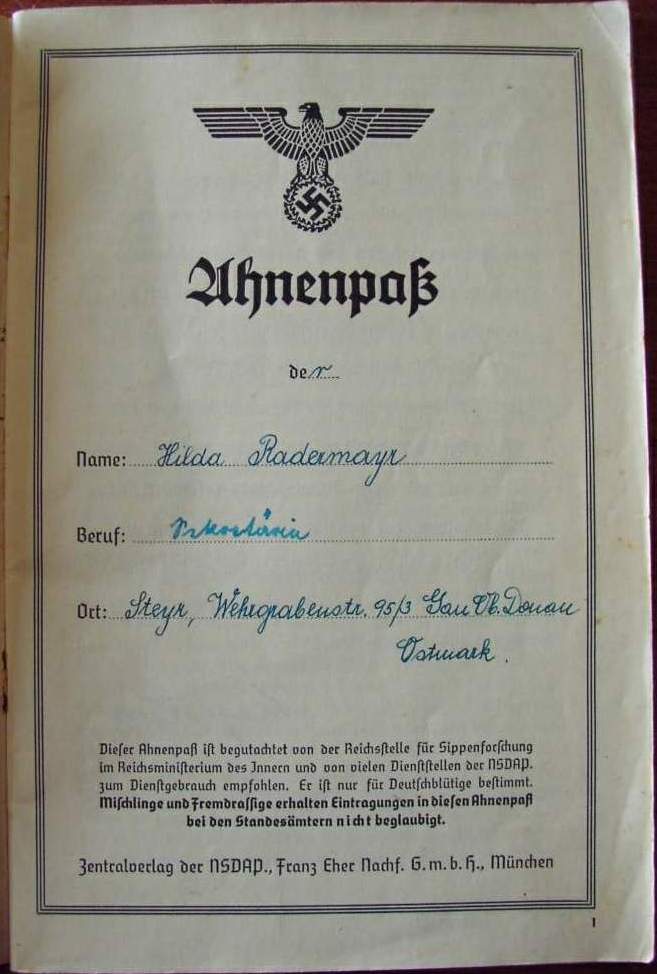 Ahnenpaß
der
Name: Hilda Radermayr
Beruf: Sekretärin
Ort: Steyr, Wehrgrabenstr. 95/3 Gau Ob. Donau
Ostmark.
Dieser Ahnenpaß ist begutachtet von der Reichsstelle für Sippenforschung
im Reichsministerium des Innern und von vielen Dienststellen der NSDAP.
zum Dienstgebrauch empfohlen. Er ist nur für Deutschblütige bestimmt.
Mischlinge und Fremdrassige erhalten Eintragungen in diesen Ahnenpaß
bei den Standesämtern nicht beglaubigt.
Zentralverlag der NSDAP., Franz Eher Nachf. G.m.b.H., München
1